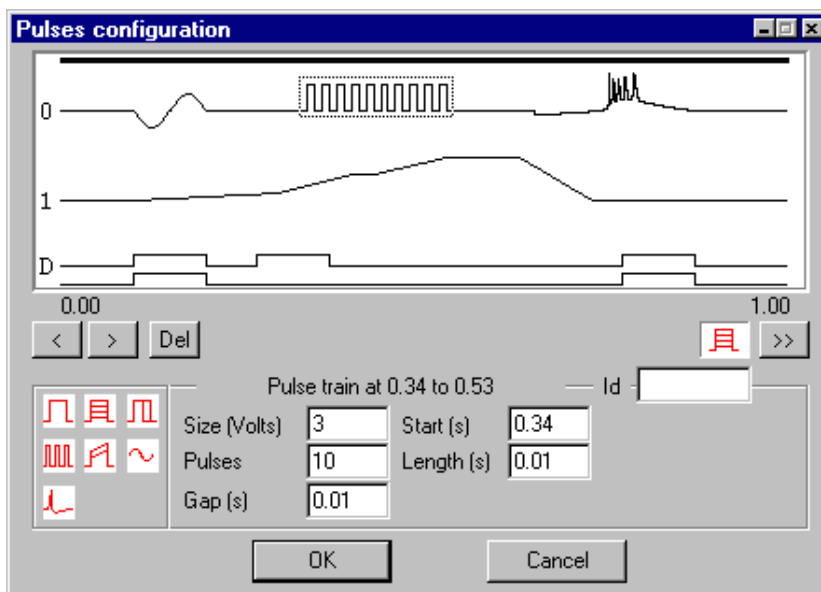 Pulses configuration
0
1
D
0.00 1.00
< > Del >>
Pulse train at 0.34 to 0.53 Id
Size (Volts) 3 Start (s) 0.34
Pulses 10 Length (s) 0.01
Gap (s) 0.01
OK Cancel